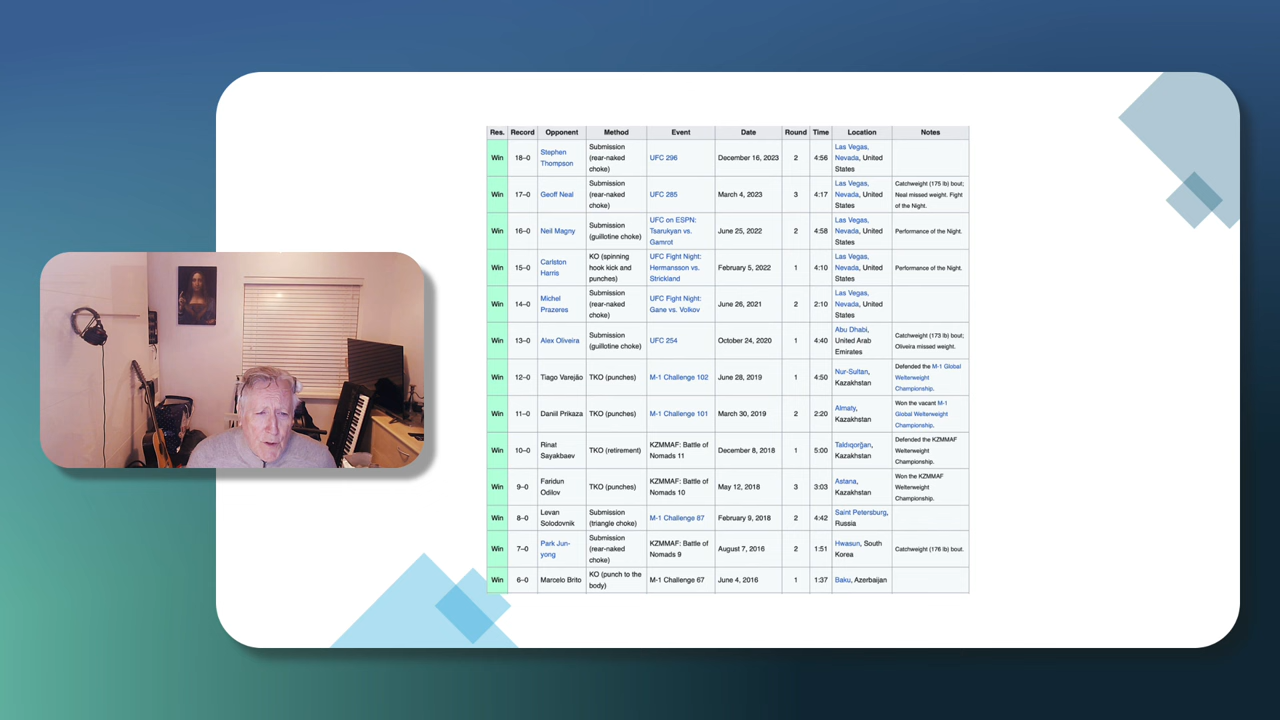 Res. Record Opponent Method Event Date Round Time Location Notes
Win 18–0 Stephen Thompson Submission (rear-naked choke) UFC 296 December 16, 2023 2 4:56 Las Vegas, Nevada, United States
Win 17–0 Geoff Neal Submission (rear-naked choke) UFC 285 March 4, 2023 3 4:17 Las Vegas, Nevada, United States Catchweight (175 lb) bout; Neal missed weight. Fight of the Night.
Win 16–0 Neil Magny Submission (guillotine choke) UFC on ESPN: Tsarukyan vs. Gamrot June 25, 2022 2 4:58 Las Vegas, Nevada, United States Performance of the Night.
Win 15–0 Carlston Harris KO (spinning hook kick and punches) UFC Fight Night: Hermansson vs. Strickland February 5, 2022 1 4:10 Las Vegas, Nevada, United States Performance of the Night.
Win 14–0 Michel Prazeres Submission (rear-naked choke) UFC Fight Night: Gane vs. Volkov June 26, 2021 2 2:10 Las Vegas, Nevada, United States
Win 13–0 Alex Oliveira Submission (guillotine choke) UFC 254 October 24, 2020 1 4:40 Abu Dhabi, United Arab Emirates Catchweight (173 lb) bout; Oliveira missed weight.
Win 12–0 Tiago Varejão TKO (punches) M-1 Challenge 102 June 28, 2019 1 4:50 Nur-Sultan, Kazakhstan Defended the M-1 Global Welterweight Championship.
Win 11–0 Daniil Prikaza TKO (punches) M-1 Challenge 101 March 30, 2019 2 2:20 Almaty, Kazakhstan Won the vacant M-1 Global Welterweight Championship.
Win 10–0 Rinat Sayakbaev TKO (retirement) KZMMAF: Battle of Nomads 11 December 8, 2018 1 5:00 Taldıqorğan, Kazakhstan Defended the KZMMAF Welterweight Championship.
Win 9–0 Faridun Odilov TKO (punches) KZMMAF: Battle of Nomads 10 May 12, 2018 3 3:03 Astana, Kazakhstan Won the KZMMAF Welterweight Championship.
Win 8–0 Levan Solodovnik Submission (triangle choke) M-1 Challenge 87 February 9, 2018 2 4:42 Saint Petersburg, Russia
Win 7–0 Park Jun-yong Submission (rear-naked choke) KZMMAF: Battle of Nomads 9 August 7, 2016 2 1:51 Hwasun, South Korea Catchweight (176 lb) bout.
Win 6–0 Marcelo Brito KO (punch to the body) M-1 Challenge 67 June 4, 2016 1 1:37 Baku, Azerbaijan